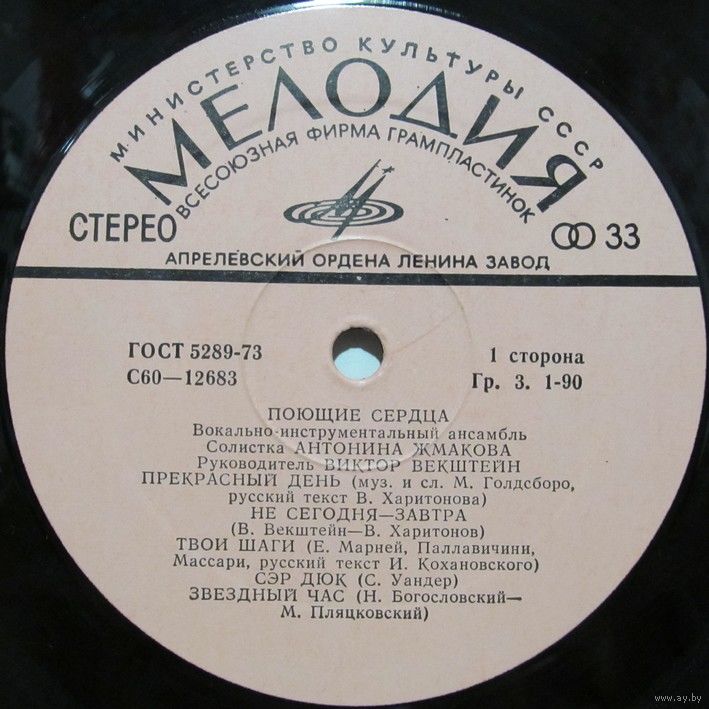 МИНИСТЕРСТВО КУЛЬТУРЫ СССР
МЕЛОДИЯ
ВСЕСОЮЗНАЯ ФИРМА ГРАМПЛАСТИНОК
СТЕРЕО
33
АПРЕЛЕВСКИЙ ОРДЕНА ЛЕНИНА ЗАВОД
ГОСТ 5289-73
1 сторона
С60—12683
Гр. 3. 1-90
ПОЮЩИЕ СЕРДЦА
Вокально-инструментальный ансамбль
Солистка АНТОНИНА ЖМАКОВА
Руководитель ВИКТОР ВЕКШТЕЙН
ПРЕКРАСНЫЙ ДЕНЬ (муз. и сл. М. Голдсборо,
русский текст В. Харитонова)
НЕ СЕГОДНЯ—ЗАВТРА
(В. Векштейн—В. Харитонов)
ТВОИ ШАГИ (Е. Марней, Паллавичини,
Массари, русский текст И. Кохановского)
СЭР ДЮК (С. Уандер)
ЗВЕЗДНЫЙ ЧАС (Н. Богословский—
М. Пляцковский)
www.ay.by